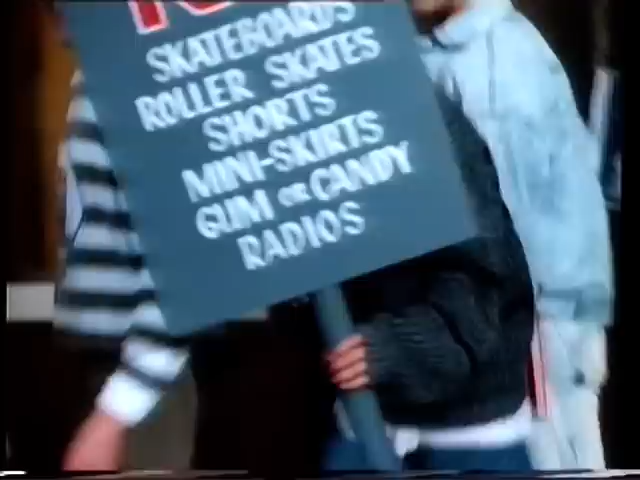 SKATEBOARDS
ROLLER SKATES
SHORTS
MINI-SKIRTS
GUM or CANDY
RADIOS